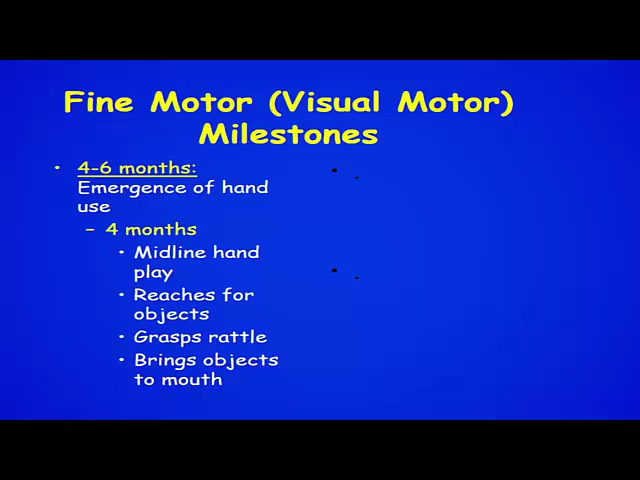 Fine Motor (Visual Motor)
Milestones
• 4-6 months:
Emergence of hand
use
– 4 months
• Midline hand
play
• Reaches for
objects
• Grasps rattle
• Brings objects
to mouth